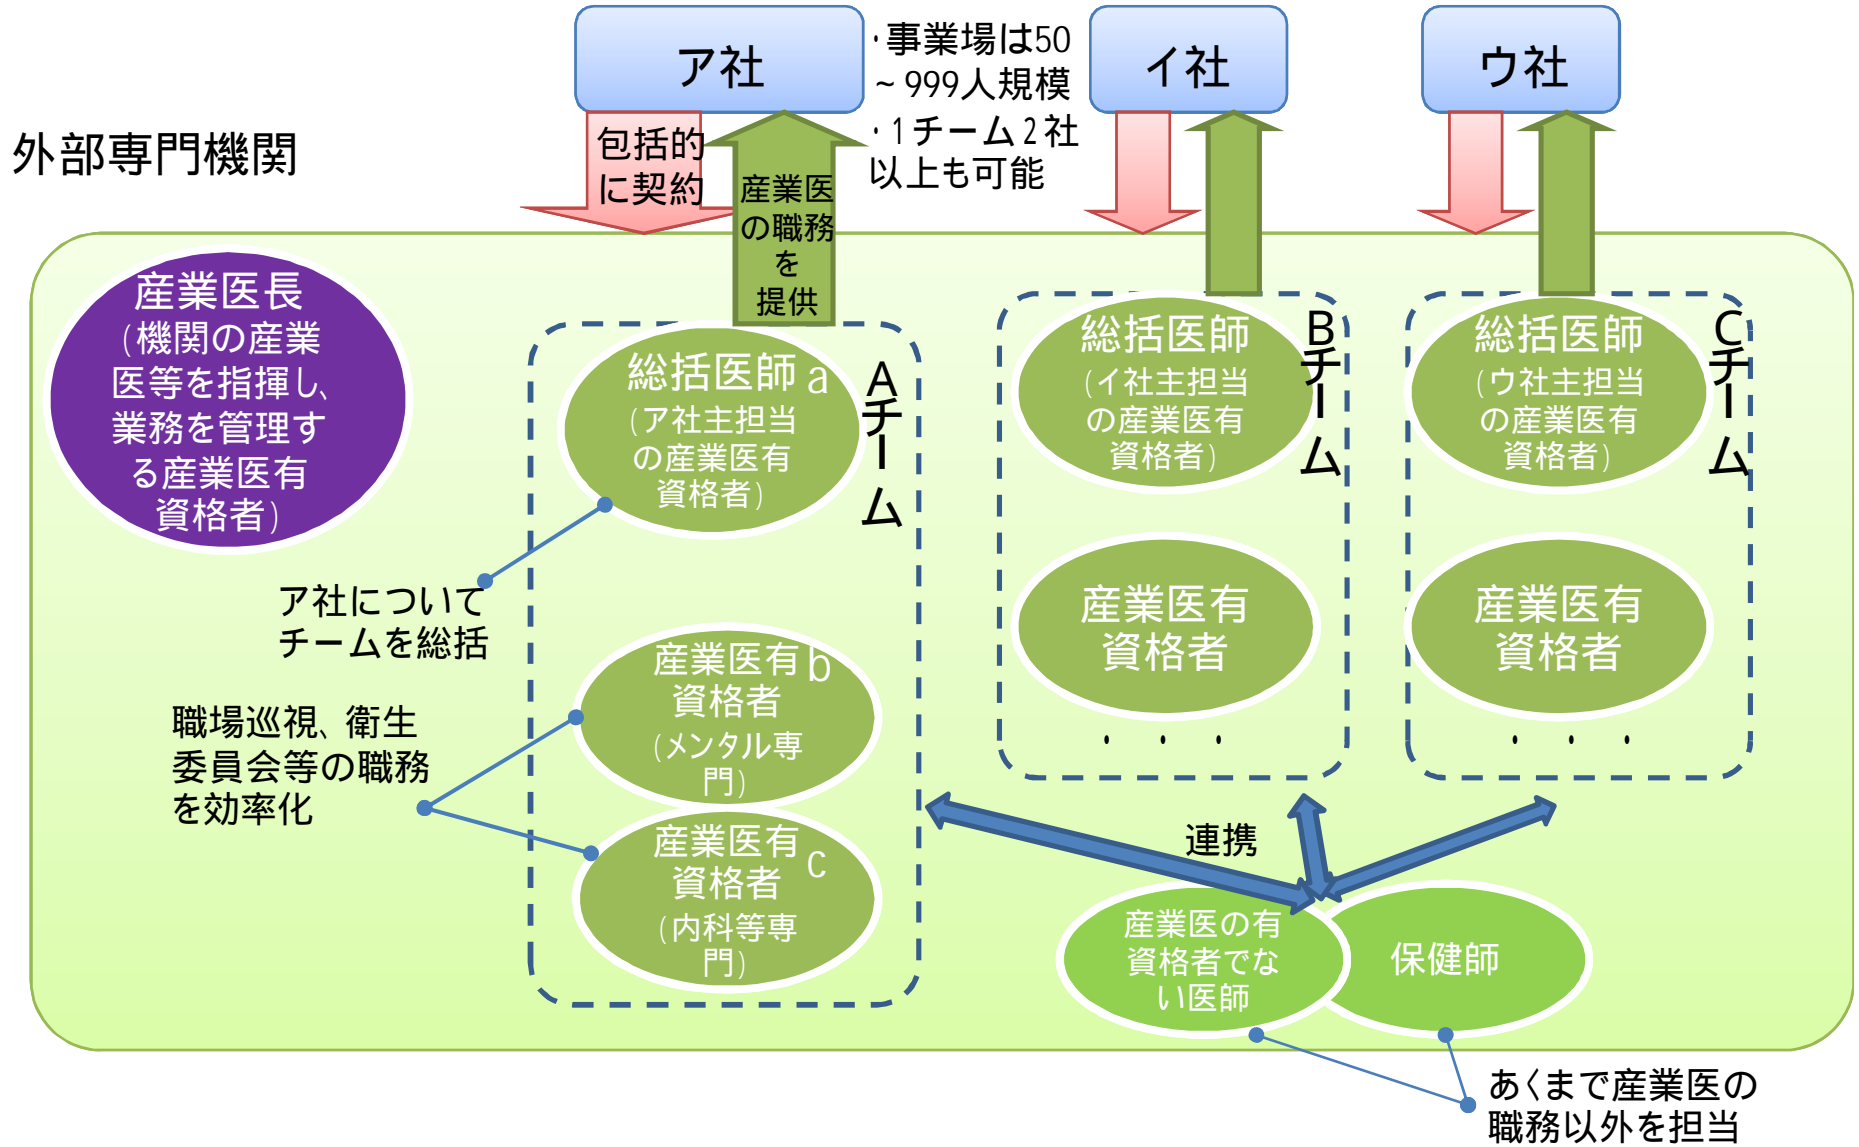 ア社
・事業場は50
~999人規模
・1チーム2社
以上も可能
イ社
ウ社
外部専門機関
包括的
に契約
産業医
の職務
を
提供
産業医長
(機関の産業
医等を指揮し、
業務を管理す
る産業医有
資格者)
総括医師a
(ア社主担当
の産業医有
資格者)
Aチーム
総括医師
(イ社主担当
の産業医有
資格者)
Bチーム
総括医師
(ウ社主担当
の産業医有
資格者)
Cチーム
ア社について
チームを総括
産業医有
資格者
・・・
産業医有
資格者
・・・
職場巡視、衛生
委員会等の職務
を効率化
産業医有b
資格者
(メンタル専
門)
産業医有c
資格者
(内科等専
門)
連携
産業医の有
資格者でな
い医師
保健師
あくまで産業医の
職務以外を担当